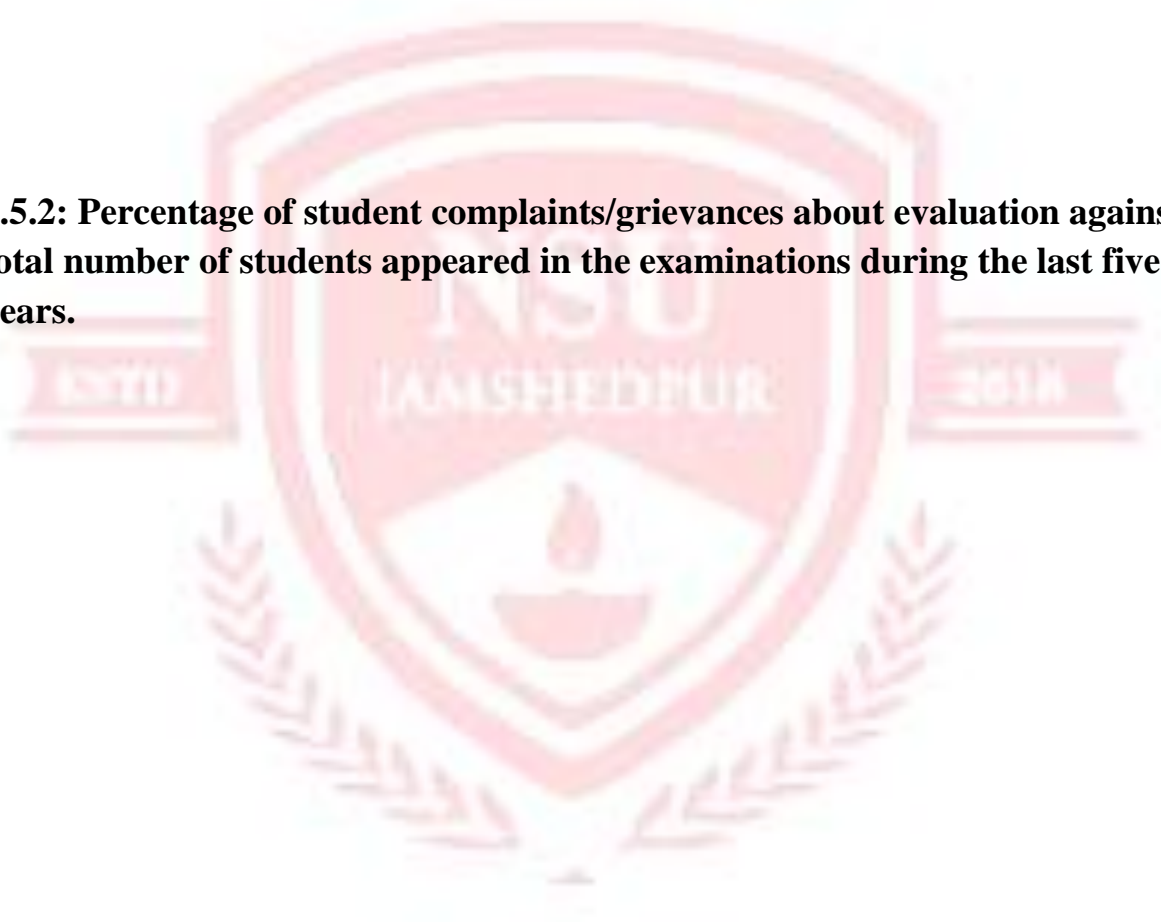 .5.2: Percentage of student complaints/grievances about evaluation agains
otal number of students appeared in the examinations during the last five
ears.
NSU
JAMSHEDPUR
ESTD
2018